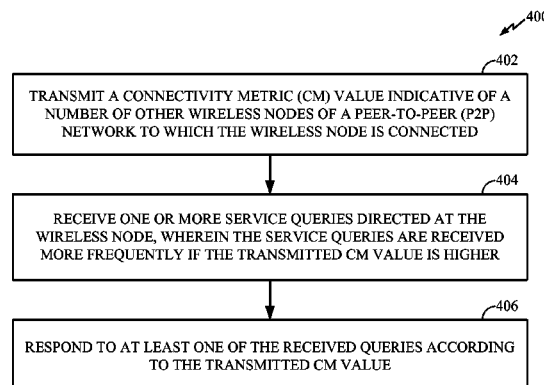 400
402
TRANSMIT A CONNECTIVITY METRIC (CM) VALUE INDICATIVE OF A
NUMBER OF OTHER WIRELESS NODES OF A PEER-TO-PEER (P2P)
NETWORK TO WHICH THE WIRELESS NODE IS CONNECTED
404
RECEIVE ONE OR MORE SERVICE QUERIES DIRECTED AT THE
WIRELESS NODE, WHEREIN THE SERVICE QUERIES ARE RECEIVED
MORE FREQUENTLY IF THE TRANSMITTED CM VALUE IS HIGHER
406
RESPOND TO AT LEAST ONE OF THE RECEIVED QUERIES ACCORDING
TO THE TRANSMITTED CM VALUE